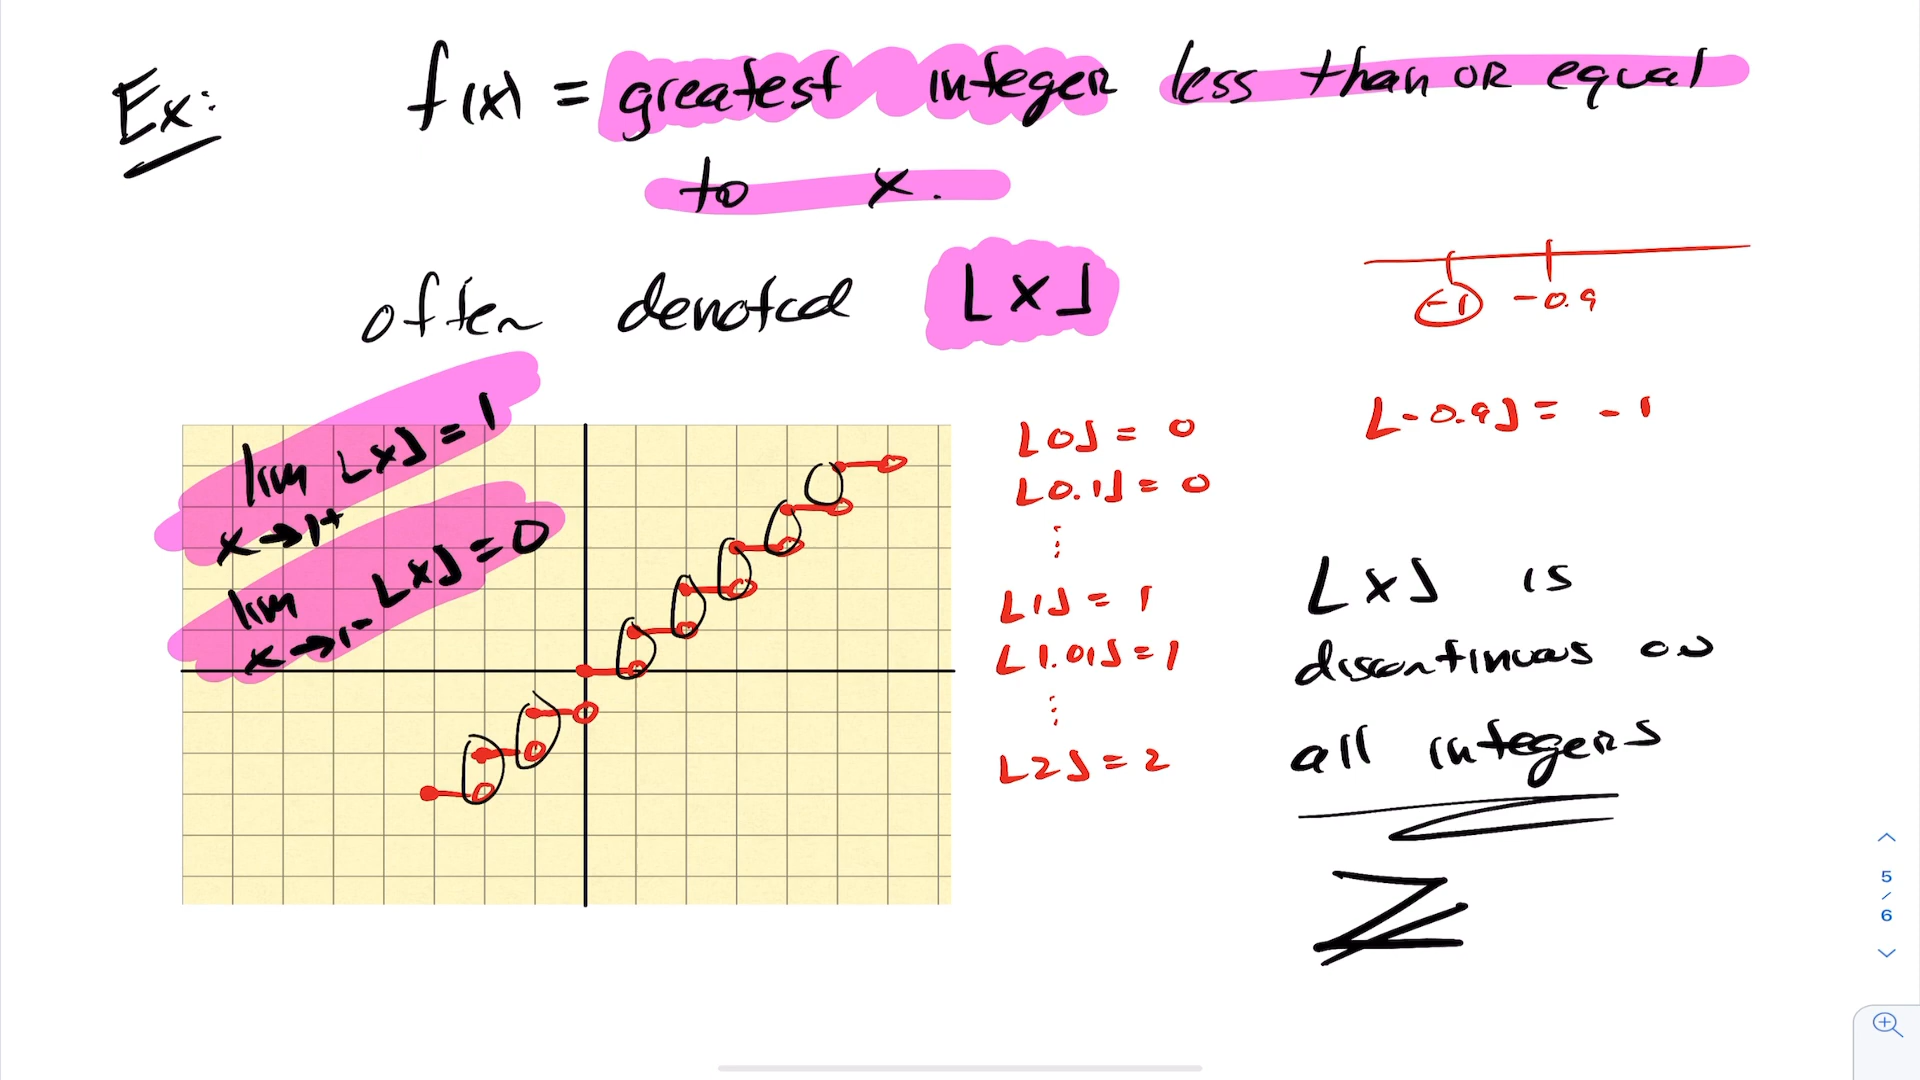 Ex: f(x) = greatest integer less than or equal
to x.
often denoted ⌊x⌋
-1 -0.9
⌊-0.9⌋ = -1
lim ⌊x⌋ = 1
x→1+
lim ⌊x⌋ = 0
x→1-
⌊0⌋ = 0
⌊0.1⌋ = 0
⋮
⌊1⌋ = 1
⌊1.01⌋ = 1
⋮
⌊2⌋ = 2
⌊x⌋ is
discontinuous on
all integers
ℤ
5
/
6